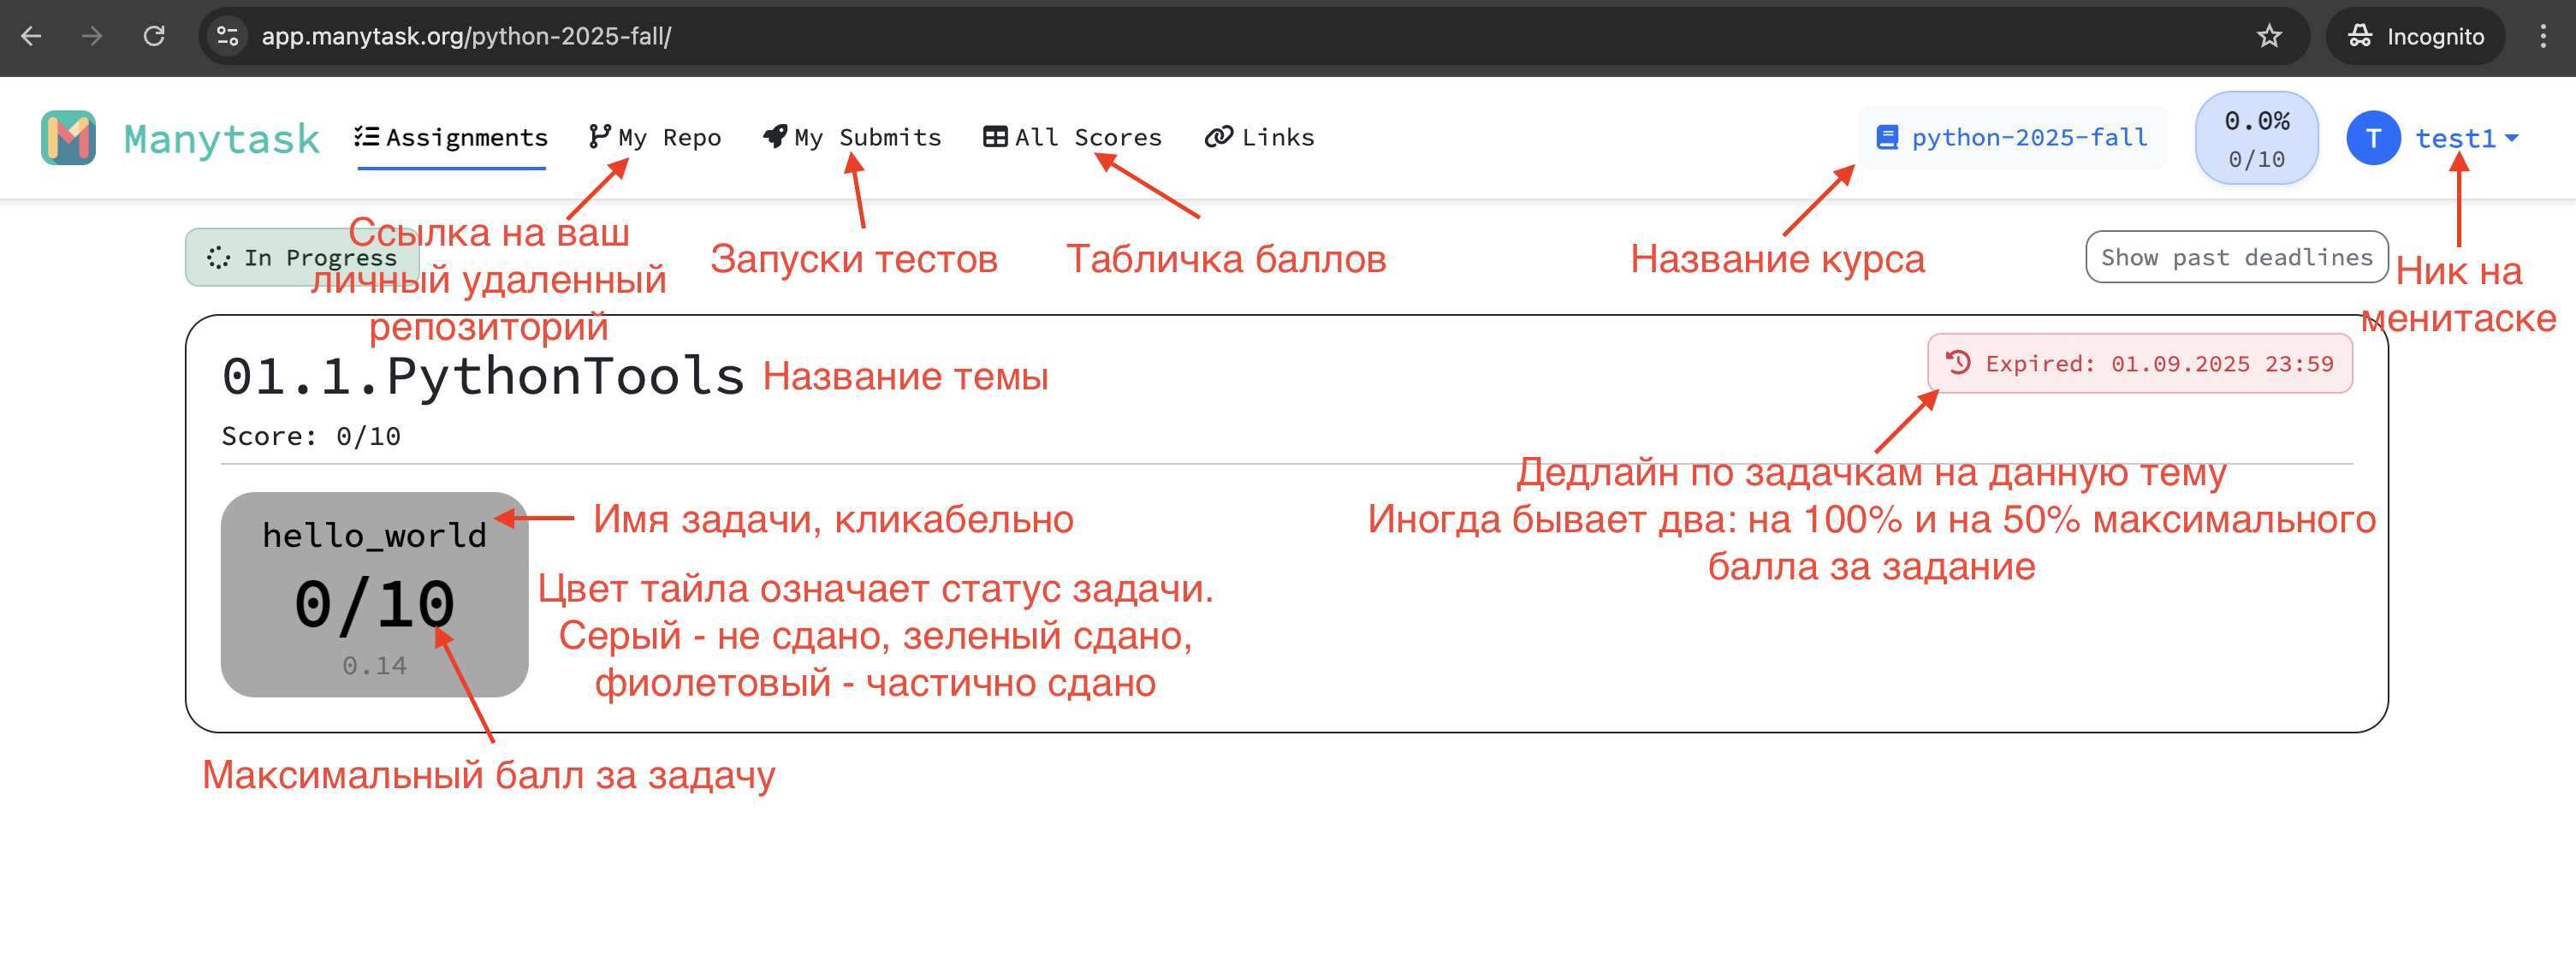 app.manytask.org/python-2025-fall/
Incognito
Manytask
Assignments
My Repo
My Submits
All Scores
Links
python-2025-fall
0.0%
0/10
T
test1
In Progress
Ссылка на ваш
личный удаленный
репозиторий
Запуски тестов
Табличка баллов
Название курса
Show past deadlines
Ник на
менитаске
01.1.PythonTools
Название темы
Expired: 01.09.2025 23:59
Score: 0/10
Дедлайн по задачкам на данную тему
Иногда бывает два: на 100% и на 50% максимального
балла за задание
hello_world
0/10
0.14
Имя задачи, кликабельно
Цвет тайла означает статус задачи.
Серый - не сдано, зеленый сдано,
фиолетовый - частично сдано
Максимальный балл за задачу